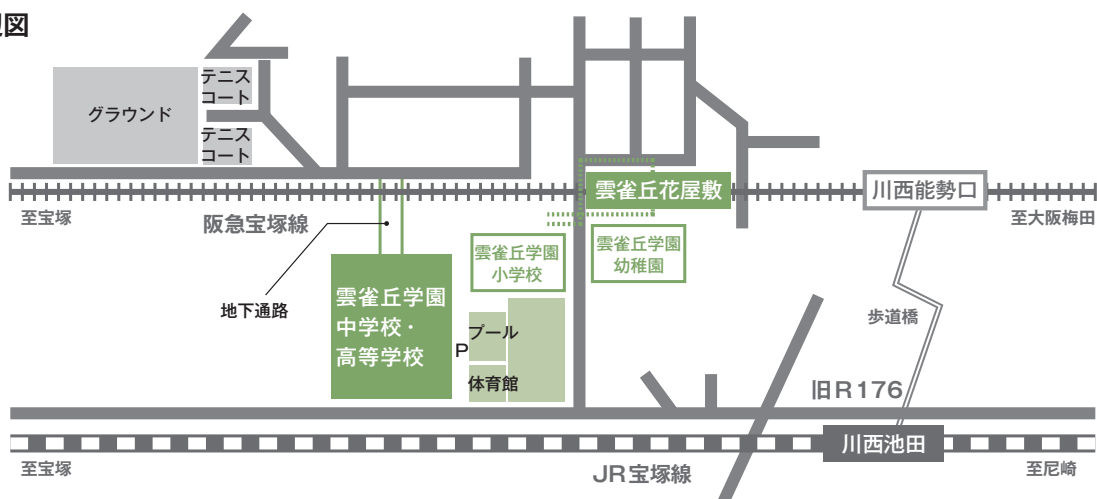 図
テニス
コート
グラウンド
テニス
コート
雲雀丘花屋敷
川西能勢口
至宝塚
阪急宝塚線
至大阪梅田
雲雀丘学園
小学校
雲雀丘学園
幼稚園
地下通路
雲雀丘学園
中学校・
高等学校
プール
P
体育館
歩道橋
旧R176
川西池田
至宝塚
JR宝塚線
至尼崎